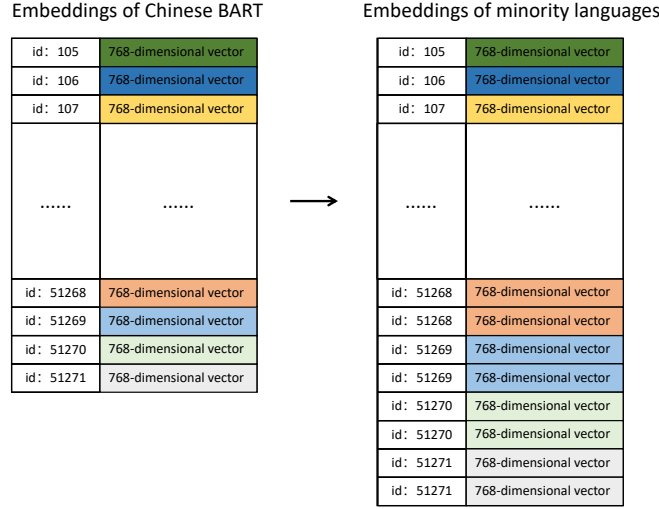 Embeddings of Chinese BART
id：105 768-dimensional vector
id：106 768-dimensional vector
id：107 768-dimensional vector
...... ......
id：51268 768-dimensional vector
id：51269 768-dimensional vector
id：51270 768-dimensional vector
id：51271 768-dimensional vector
Embeddings of minority languages
id：105 768-dimensional vector
id：106 768-dimensional vector
id：107 768-dimensional vector
...... ......
id：51268 768-dimensional vector
id：51268 768-dimensional vector
id：51269 768-dimensional vector
id：51269 768-dimensional vector
id：51270 768-dimensional vector
id：51270 768-dimensional vector
id：51271 768-dimensional vector
id：51271 768-dimensional vector